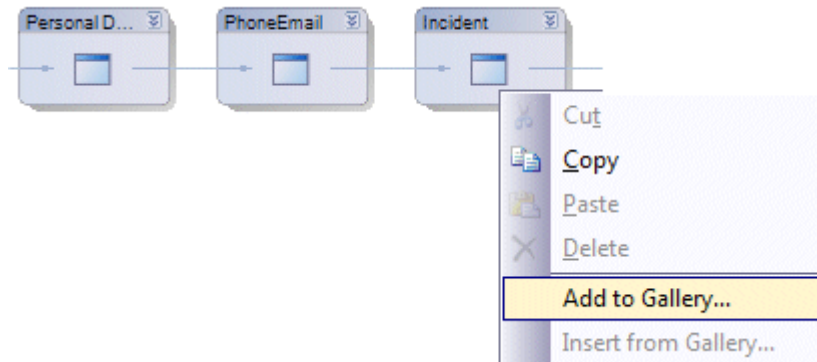 Personal D... PhoneEmail Incident
Cut
Copy
Paste
Delete
Add to Gallery...
Insert from Gallery...